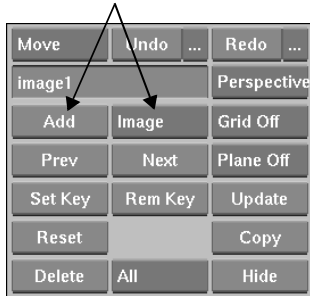 Move Undo ... Redo ...
image1 Perspective
Add Image Grid Off
Prev Next Plane Off
Set Key Rem Key Update
Reset Copy
Delete All Hide